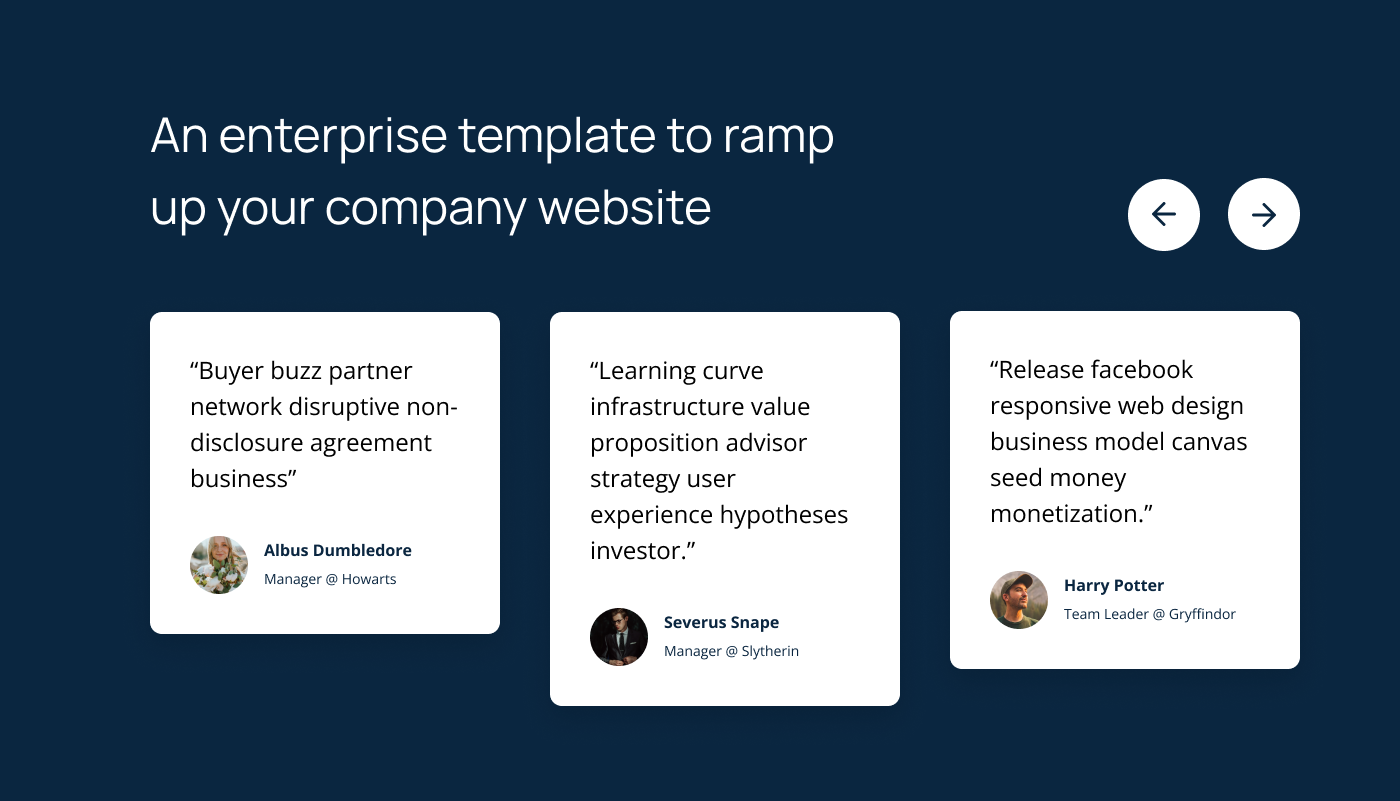 An enterprise template to ramp
up your company website
“Buyer buzz partner
network disruptive non-
disclosure agreement
business”
Albus Dumbledore
Manager @ Howarts
“Learning curve
infrastructure value
proposition advisor
strategy user
experience hypotheses
investor.”
Severus Snape
Manager @ Slytherin
“Release facebook
responsive web design
business model canvas
seed money
monetization.”
Harry Potter
Team Leader @ Gryffindor